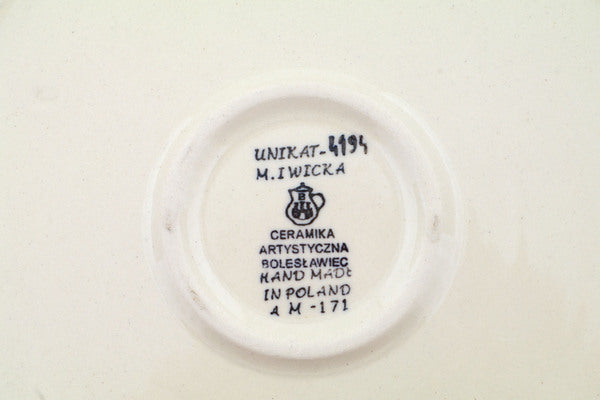 UNIKAT-4194
M.IWICKA
B
CERAMIKA
ARTYSTYCZNA
BOLESŁAWIEC
HAND MADE
IN POLAND
A M -171